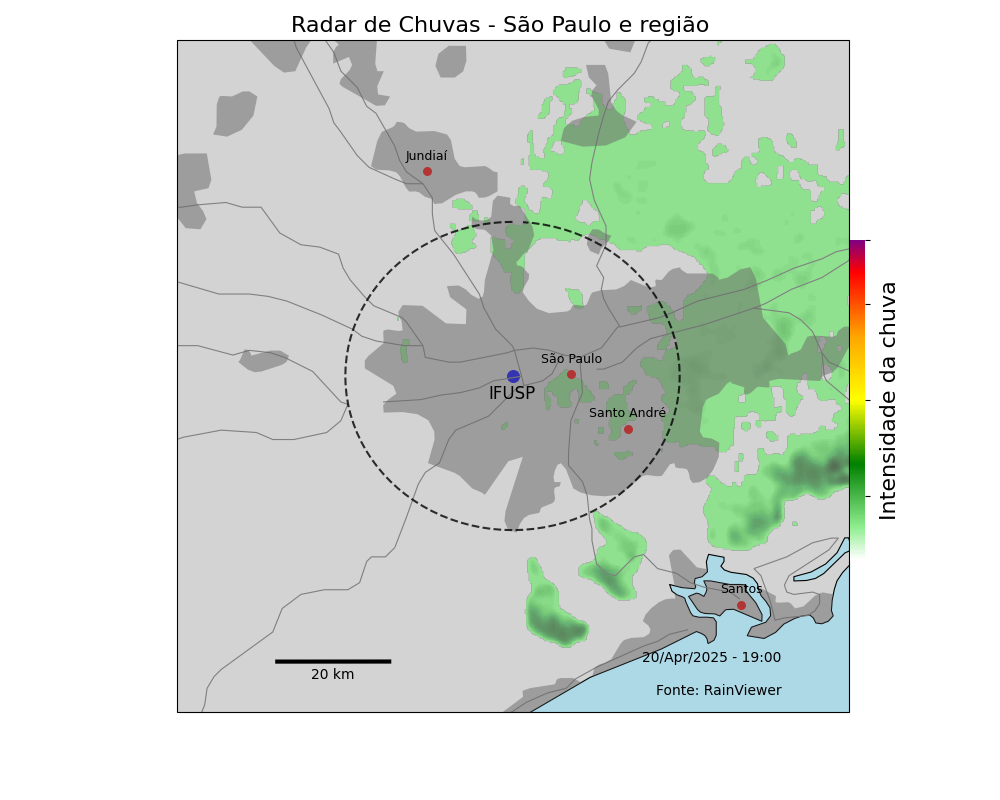 Radar de Chuvas - São Paulo e região
Jundiaí
São Paulo
IFUSP
Santo André
Intensidade da chuva
Santos
20 km
20/Apr/2025 - 19:00
Fonte: RainViewer